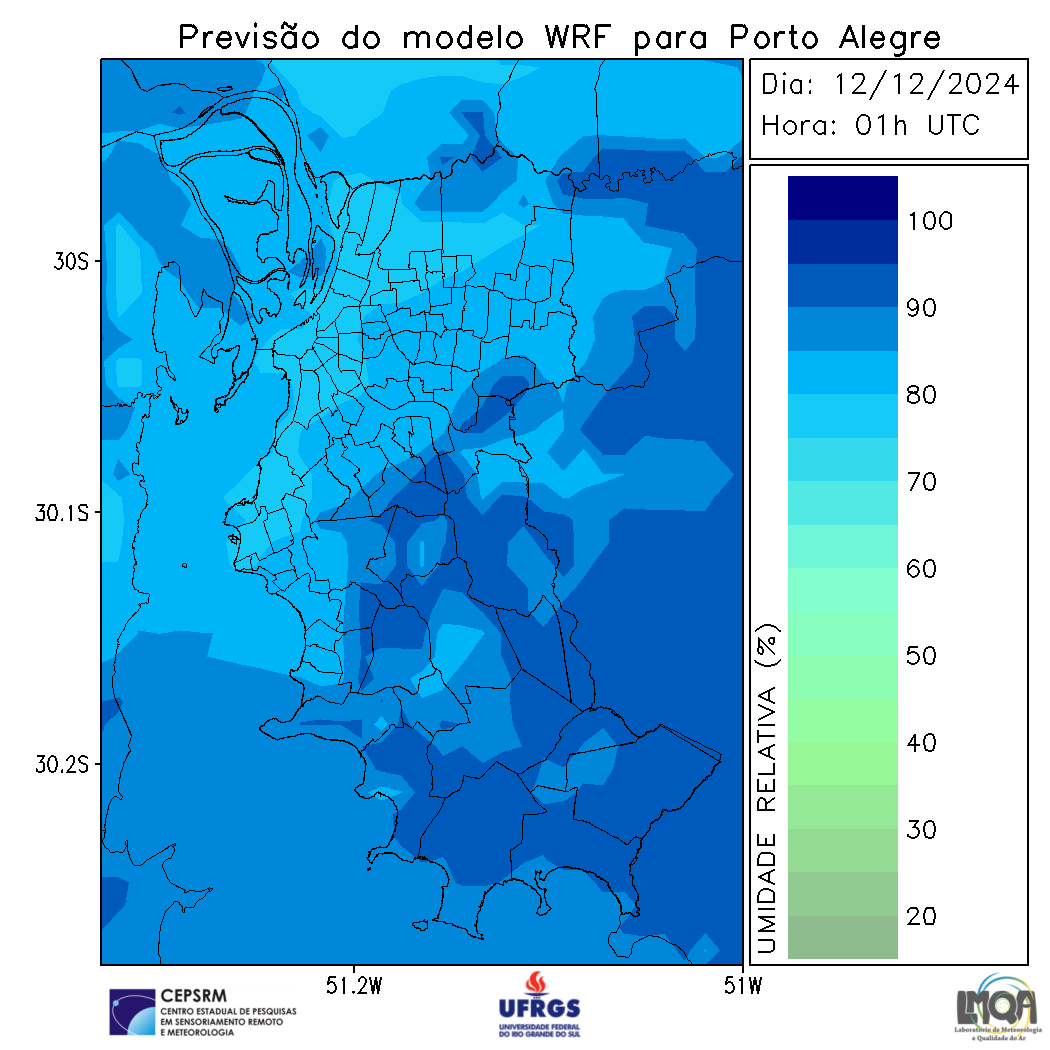 Previsão do modelo WRF para Porto Alegre
Dia: 12/12/2024
Hora: 01h UTC
30S
30.1S
30.2S
51.2W
51W
UMIDADE RELATIVA (%)
100
90
80
70
60
50
40
30
20
CEPSRM
CENTRO ESTADUAL DE PESQUISAS
EM SENSORIAMENTO REMOTO
E METEOROLOGIA
UFRGS
UNIVERSIDADE FEDERAL
DO RIO GRANDE DO SUL
LMQA
Laboratório de Meteorologia
e Qualidade do Ar